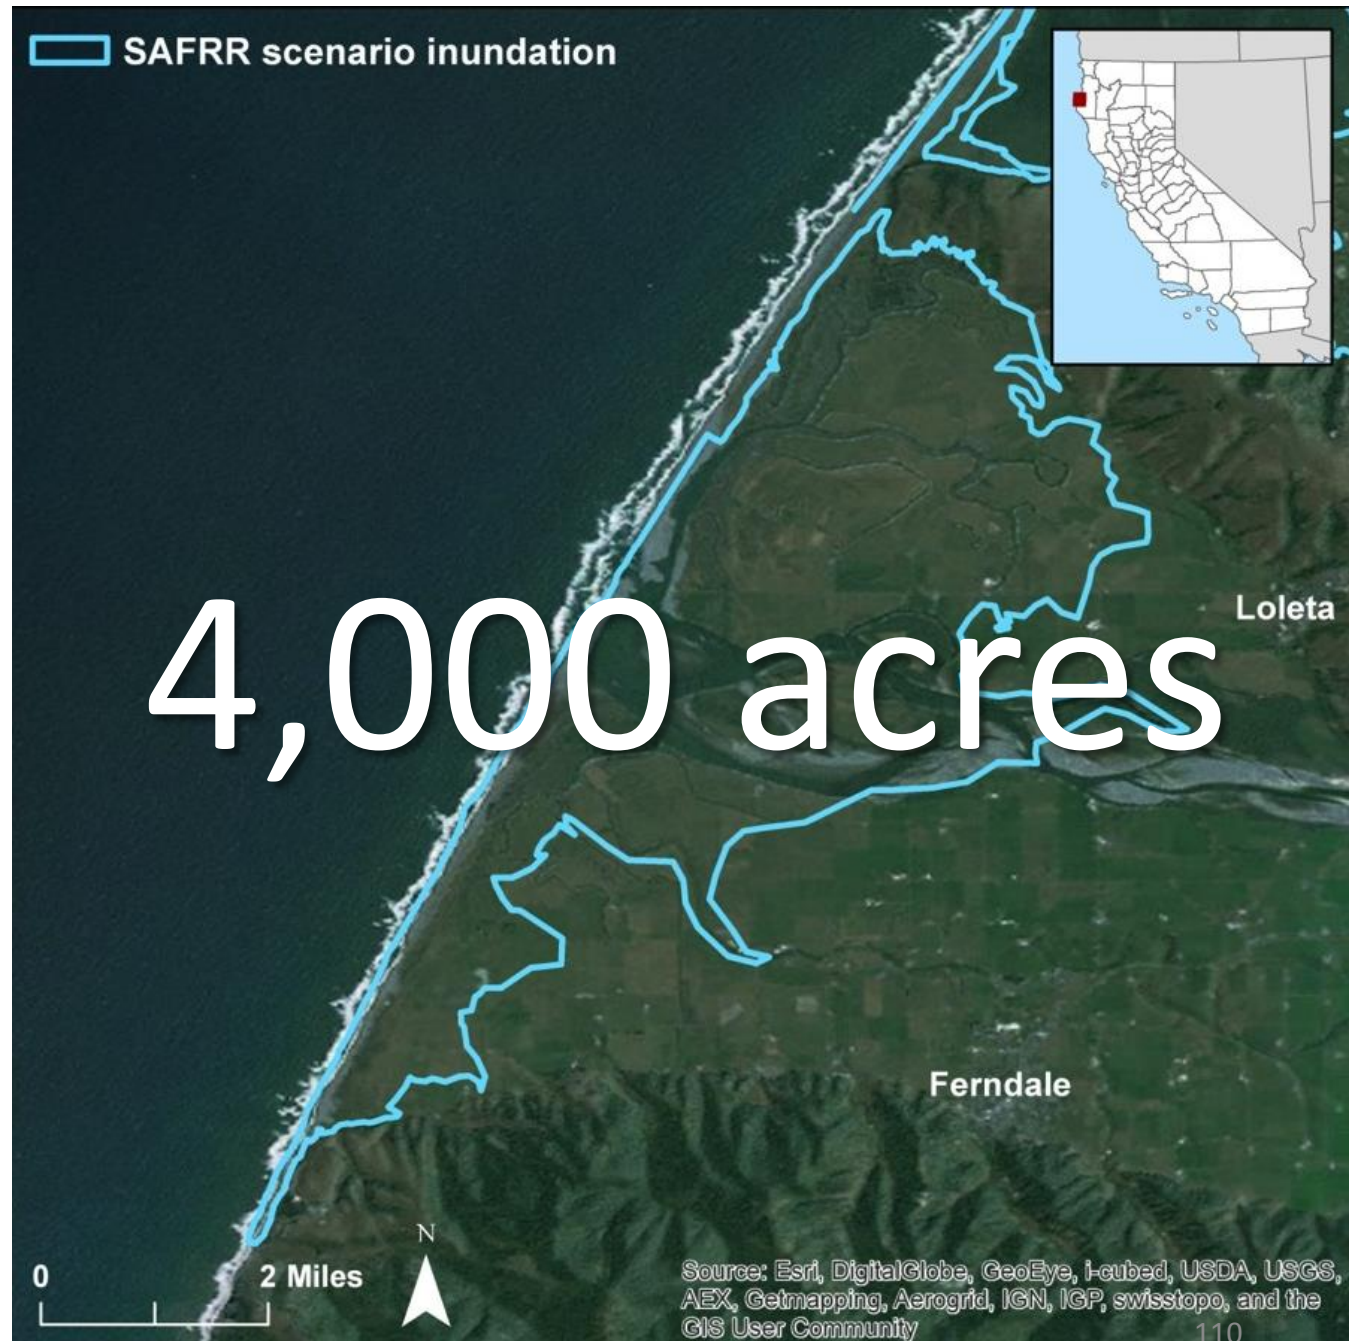 SAFRR scenario inundation
Loleta
4,000 acres
Ferndale
N
0 2 Miles
Source: Esri, DigitalGlobe, GeoEye, i-cubed, USDA, USGS,
AEX, Getmapping, Aerogrid, IGN, IGP, swisstopo, and the
GIS User Community
110